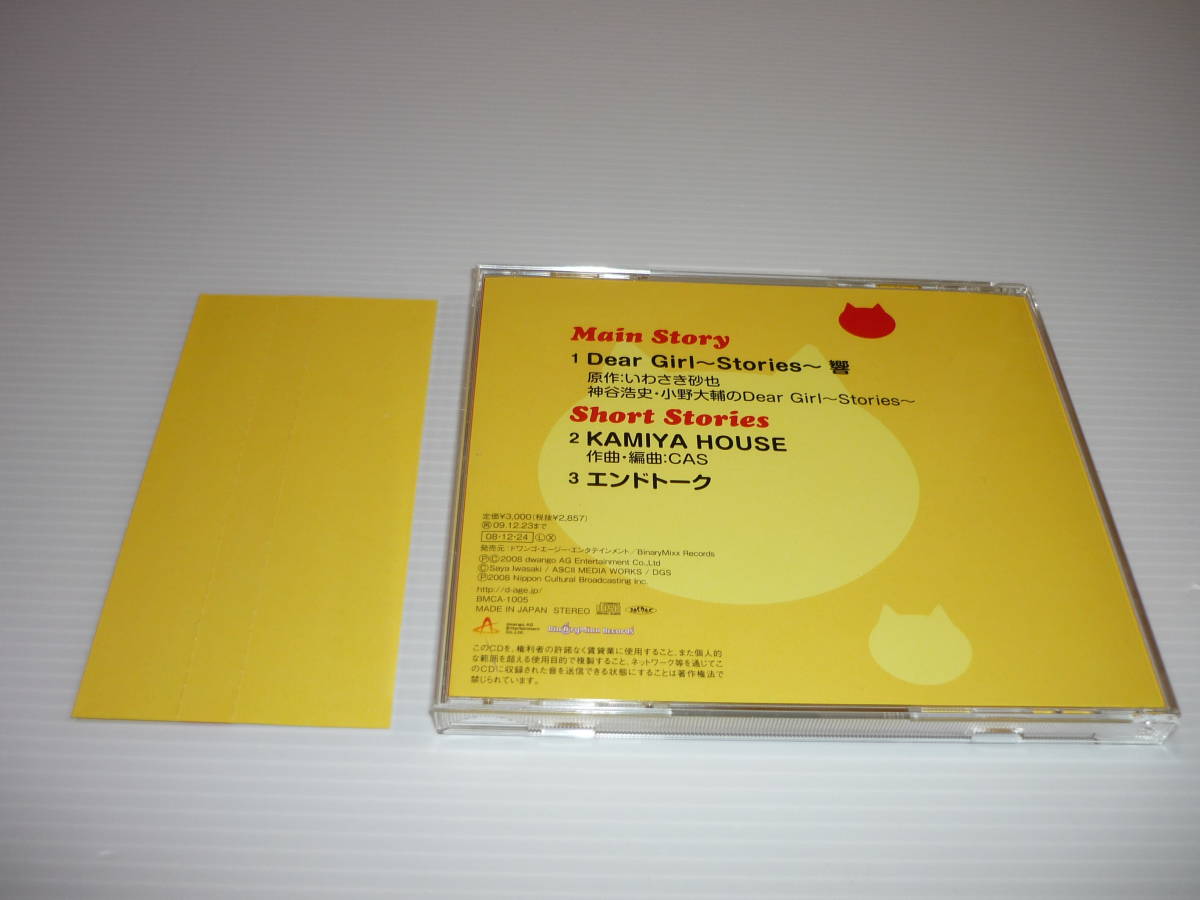 Main Story
1 Dear Girl〜Stories〜 響
原作:いわさき砂也
神谷浩史・小野大輔のDear Girl〜Stories〜
Short Stories
2 KAMIYA HOUSE
作曲・編曲:CAS
3 エンドトーク
定価¥3,000(税抜¥2,857)
Ⓡ09.12.23まで
08・12・24 Ⓛ Ⓧ
発売元:ドワンゴ・エージー・エンタテインメント/BinaryMixx Records
ⓅⒸ2008 dwango AG Entertainment Co.,Ltd
ⒸSaya Iwasaki / ASCII MEDIA WORKS / DGS
Ⓟ2008 Nippon Cultural Broadcasting Inc.
http://d-age.jp/
BMCA-1005
MADE IN JAPAN STEREO
dwango AG
Entertainment
Co.,Ltd.
BinaryMixx Records
このCDを、権利者の許諾なく賃貸業に使用すること、また個人的
な範囲を超える使用目的で複製すること、ネットワーク等を通じてこ
のCDに収録された音を送信できる状態にすることは著作権法で
禁じられています。